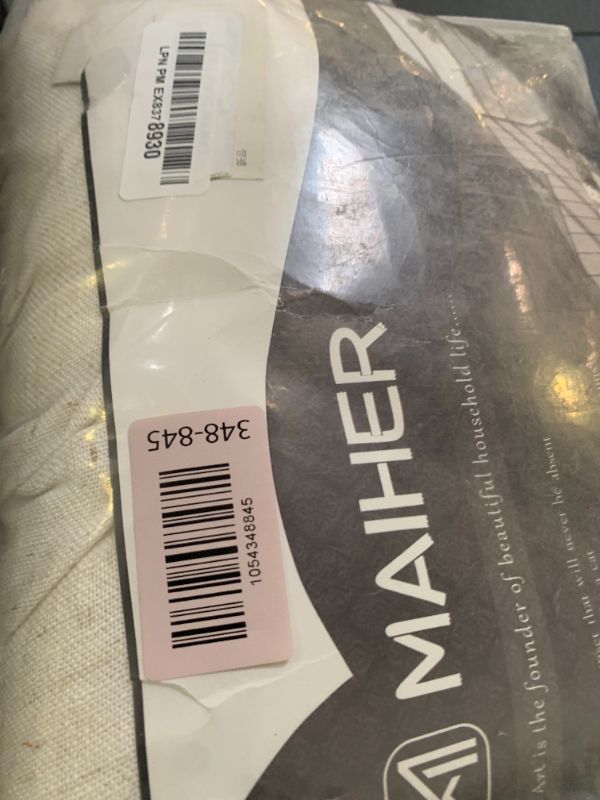 LPN PM EX8378930
348-845
1054348845
MAIHER
Art is the founder of beautiful household life......
that will never be absent